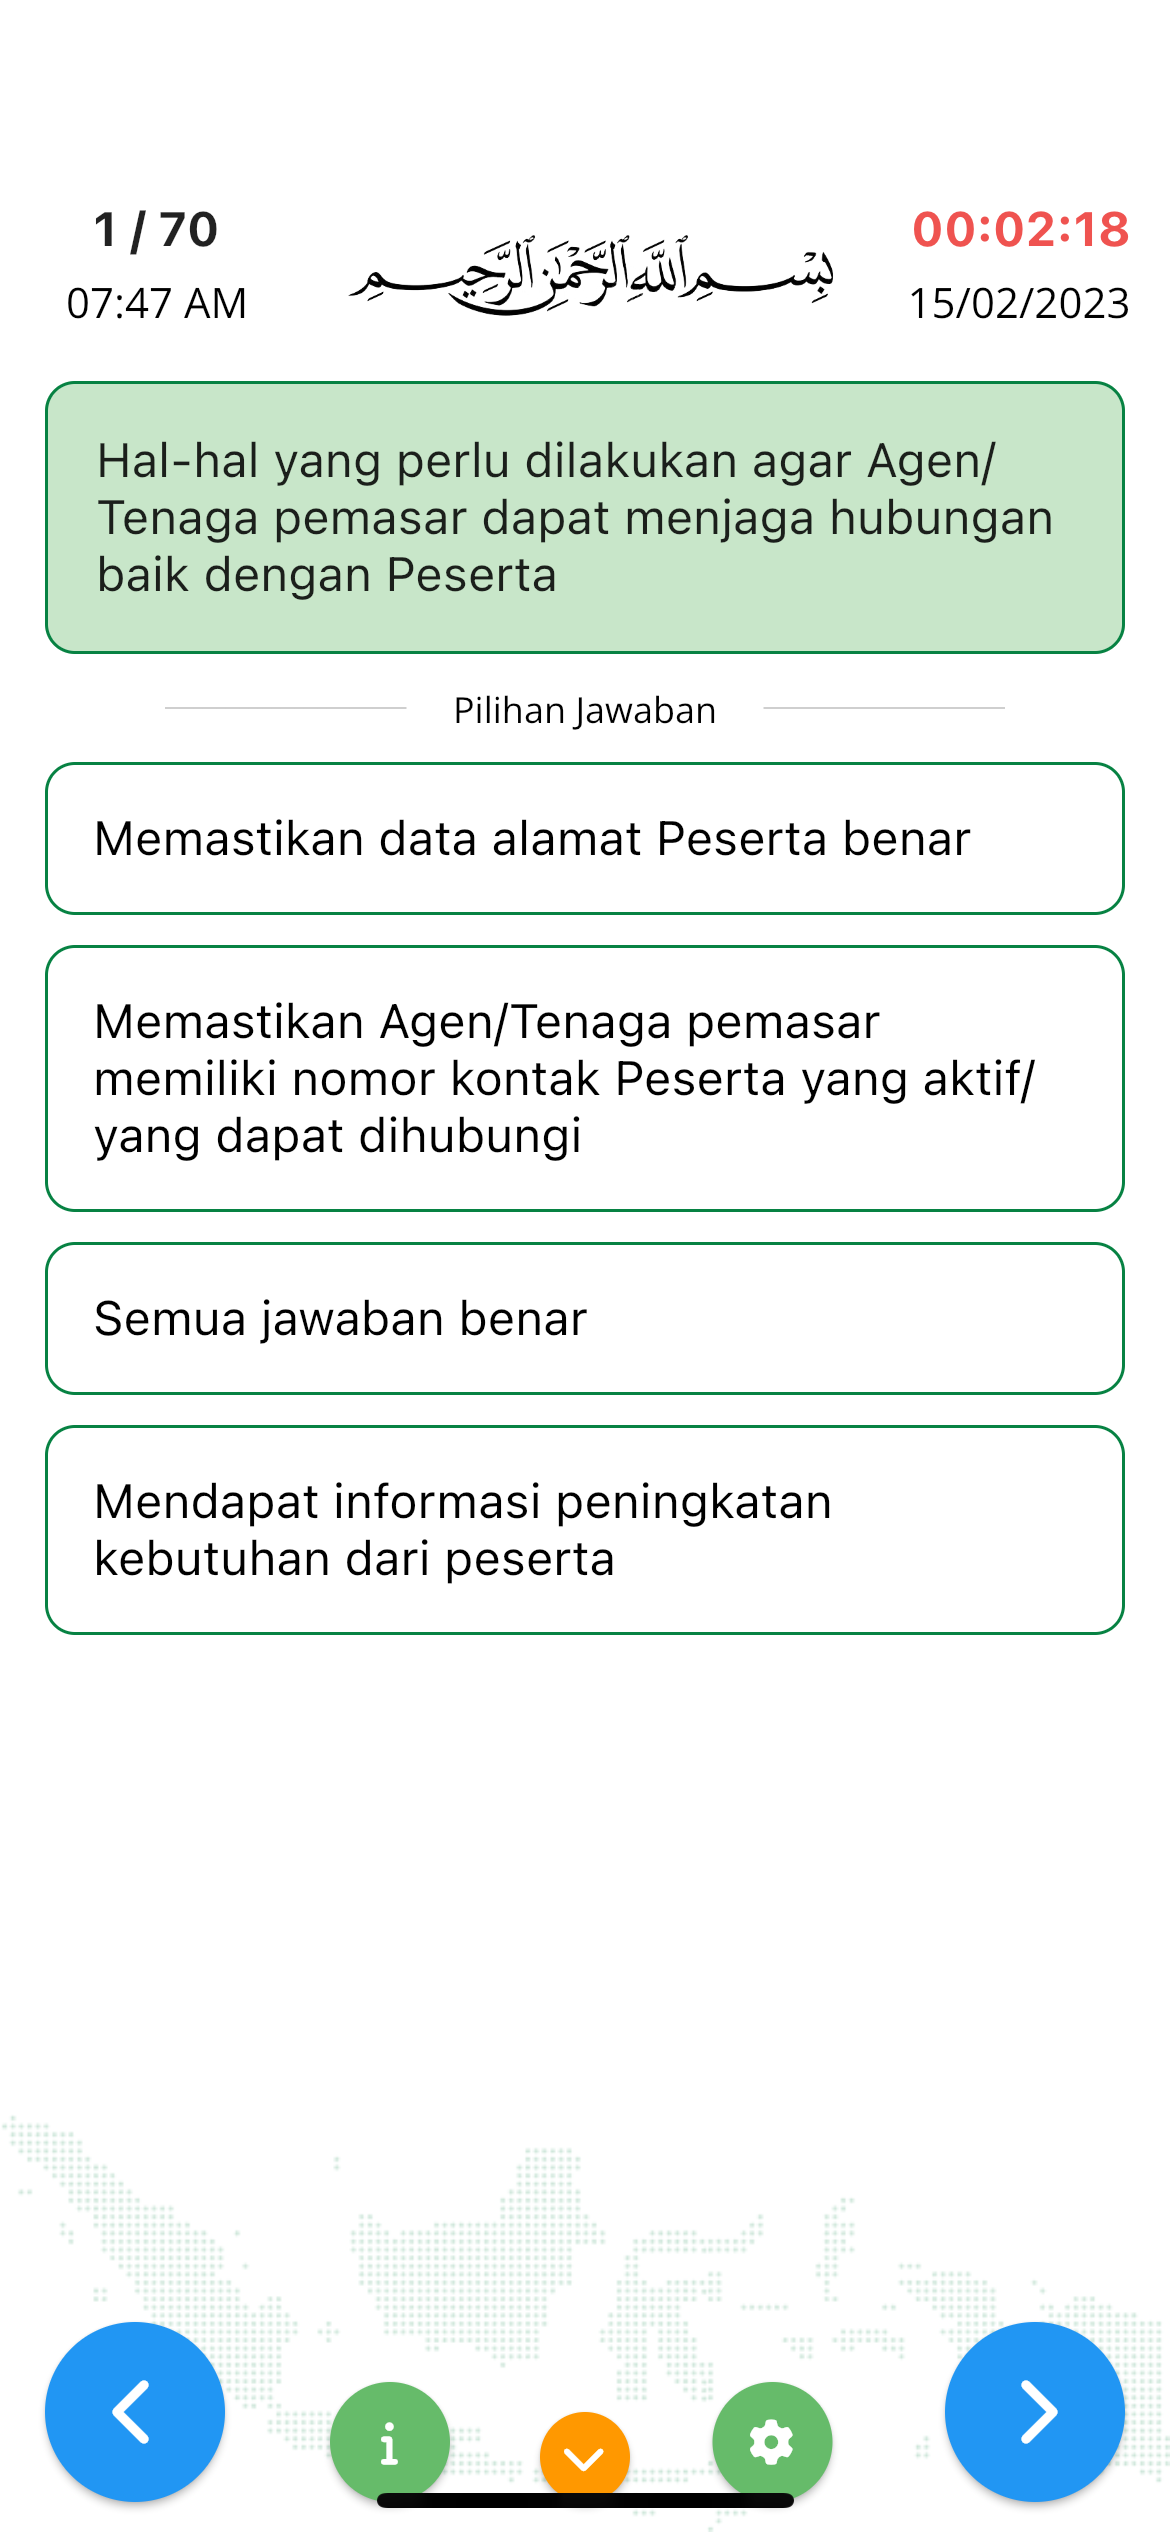 1 / 70
00:02:18
07:47 AM
بِسْمِ ٱللَّهِ ٱلرَّحْمَٰنِ ٱلرَّحِيمِ
15/02/2023
Hal-hal yang perlu dilakukan agar Agen/
Tenaga pemasar dapat menjaga hubungan
baik dengan Peserta
Pilihan Jawaban
Memastikan data alamat Peserta benar
Memastikan Agen/Tenaga pemasar
memiliki nomor kontak Peserta yang aktif/
yang dapat dihubungi
Semua jawaban benar
Mendapat informasi peningkatan
kebutuhan dari peserta